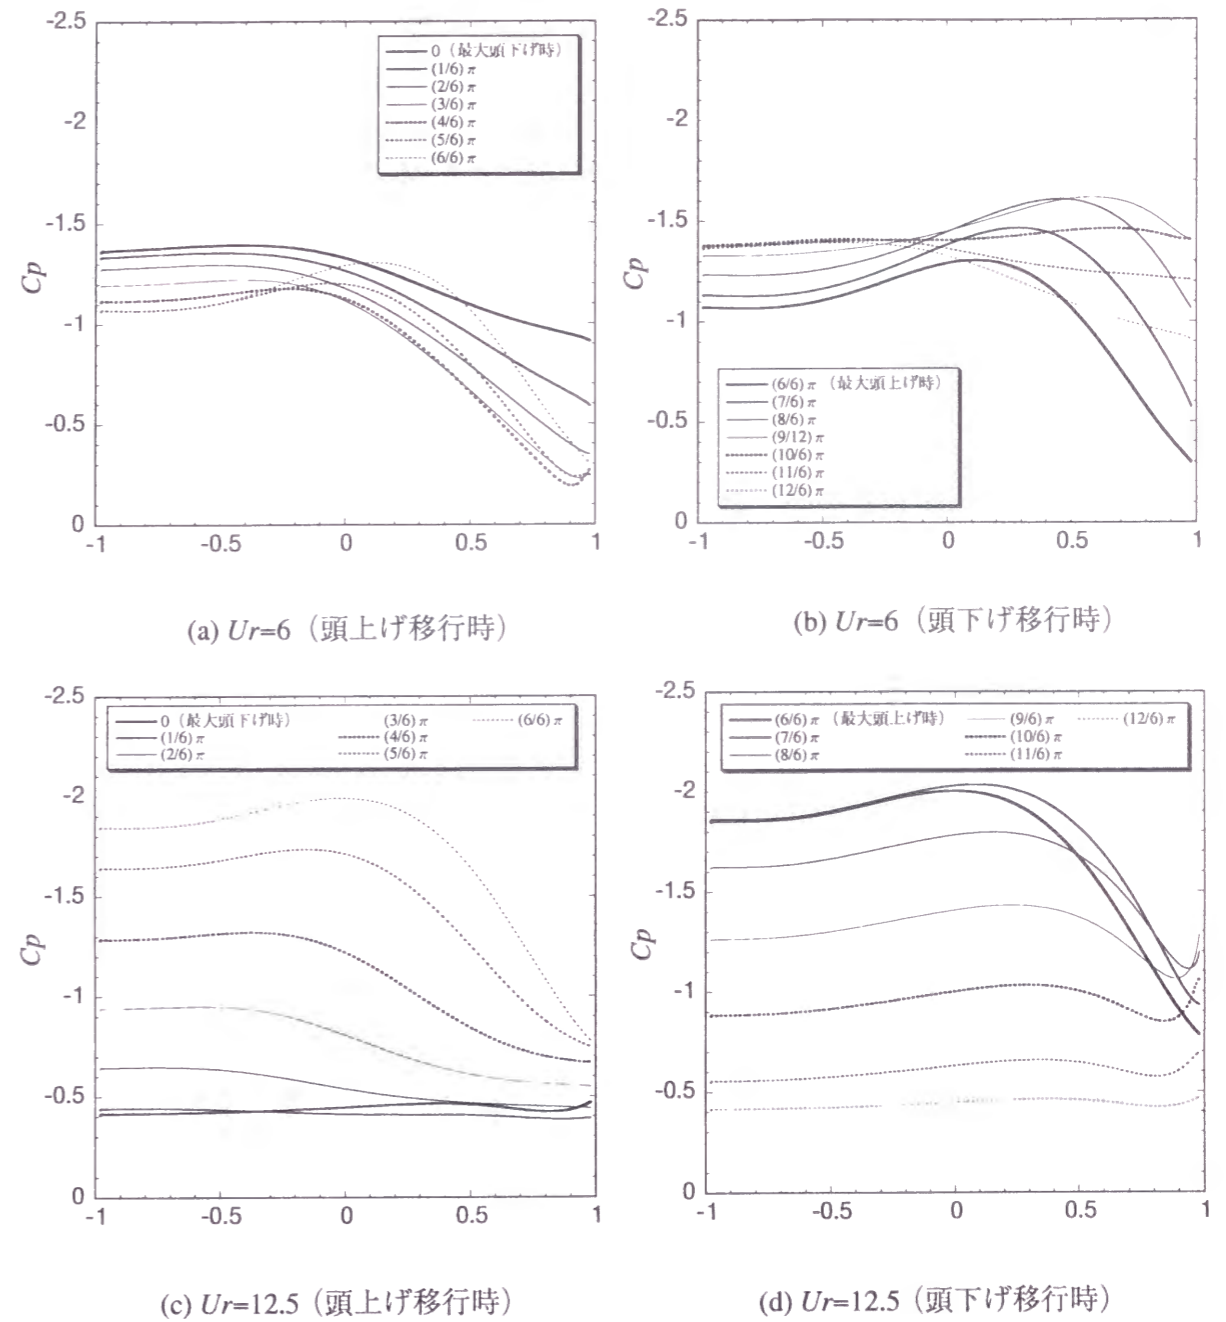 -2.5
-2
-1.5
-1
-0.5
0
Cp
-1
-0.5
0
0.5
1
0（最大頭下げ時）
(1/6) π
(2/6) π
(3/6) π
(4/6) π
(5/6) π
(6/6) π
(a) Ur=6（頭上げ移行時）
-2.5
-2
-1.5
-1
-0.5
0
Cp
-1
-0.5
0
0.5
1
(6/6) π（最大頭上げ時）
(7/6) π
(8/6) π
(9/12) π
(10/6) π
(11/6) π
(12/6) π
(b) Ur=6（頭下げ移行時）
-2.5
-2
-1.5
-1
-0.5
0
Cp
-1
-0.5
0
0.5
1
0（最大頭下げ時） (3/6) π (6/6) π
(1/6) π (4/6) π
(2/6) π (5/6) π
(c) Ur=12.5（頭上げ移行時）
-2.5
-2
-1.5
-1
-0.5
0
Cp
-1
-0.5
0
0.5
1
(6/6) π（最大頭上げ時） (9/6) π (12/6) π
(7/6) π (10/6) π
(8/6) π (11/6) π
(d) Ur=12.5（頭下げ移行時）